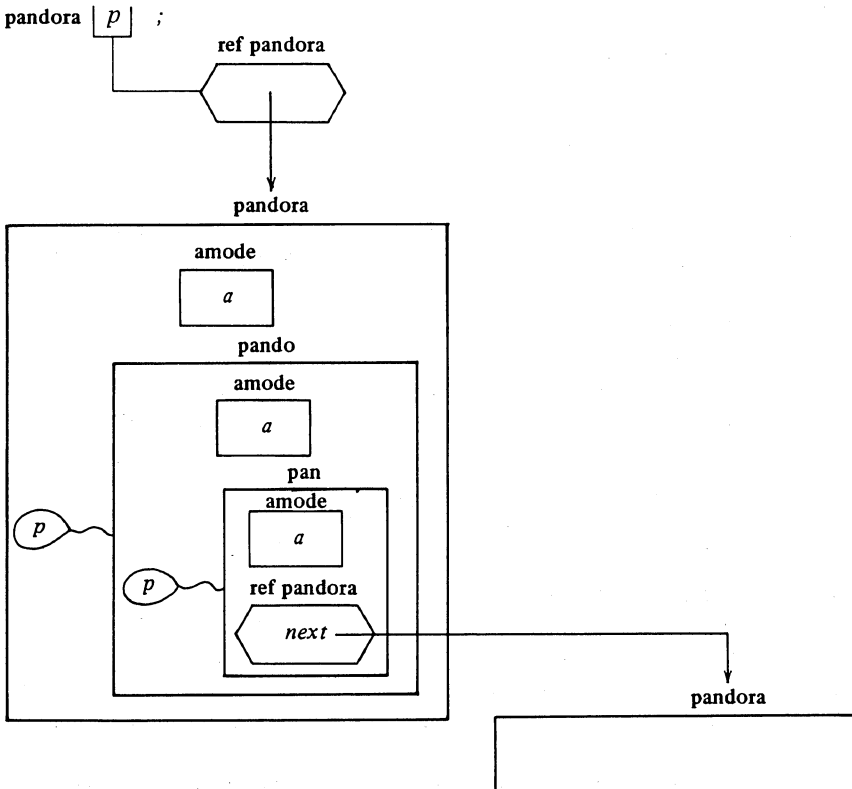 pandora p ;
ref pandora
pandora
amode
a
pando
amode
a
pan
amode
p
a
p
ref pandora
next
pandora